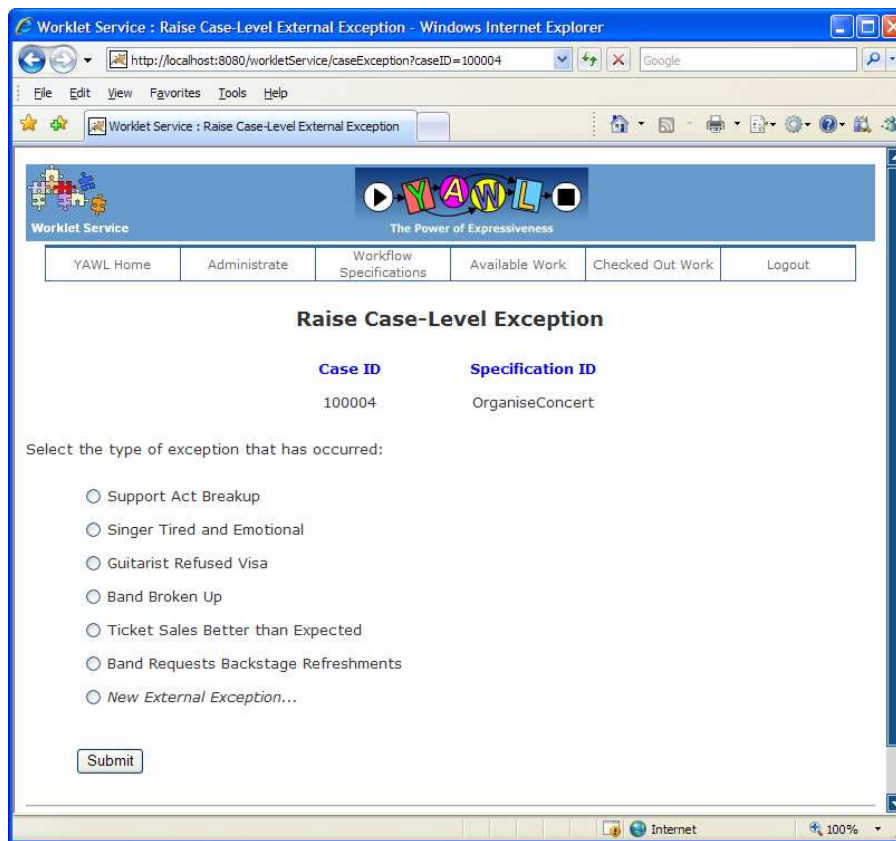 Worklet Service : Raise Case-Level External Exception - Windows Internet Explorer
http://localhost:8080/workletService/caseException?caseID=100004
Google
File Edit View Favorites Tools Help
Worklet Service : Raise Case-Level External Exception
YAWL
Worklet Service
The Power of Expressiveness
YAWL Home
Administrate
Workflow
Specifications
Available Work
Checked Out Work
Logout
Raise Case-Level Exception
Case ID Specification ID
100004 OrganiseConcert
Select the type of exception that has occurred:
Support Act Breakup
Singer Tired and Emotional
Guitarist Refused Visa
Band Broken Up
Ticket Sales Better than Expected
Band Requests Backstage Refreshments
New External Exception...
Submit
Internet 100%